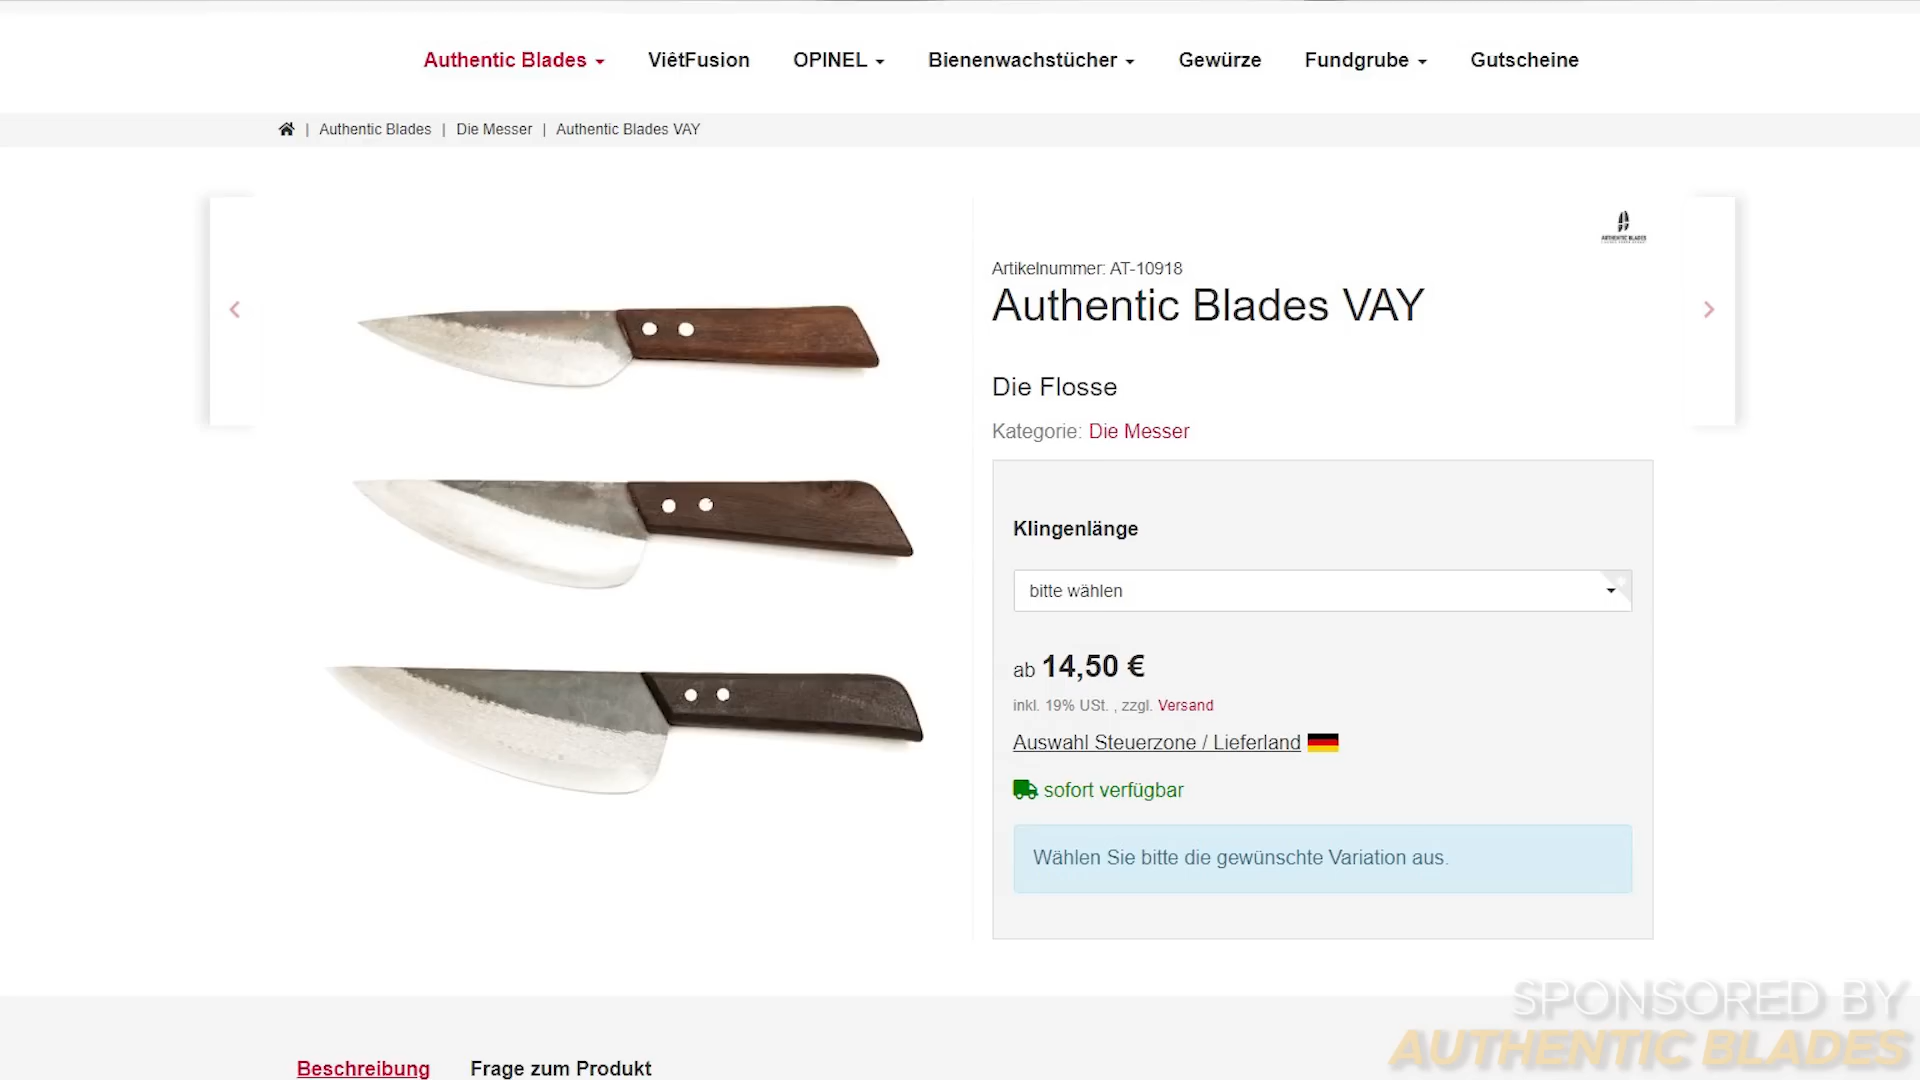 Authentic Blades
ViêtFusion
OPINEL
Bienenwachstücher
Gewürze
Fundgrube
Gutscheine
| Authentic Blades | Die Messer | Authentic Blades VAY
AUTHENTIC BLADES
Artikelnummer: AT-10918
Authentic Blades VAY
Die Flosse
Kategorie: Die Messer
Klingenlänge
bitte wählen
ab 14,50 €
inkl. 19% USt. , zzgl. Versand
Auswahl Steuerzone / Lieferland
sofort verfügbar
Wählen Sie bitte die gewünschte Variation aus.
SPONSORED BY
AUTHENTIC BLADES
Beschreibung
Frage zum Produkt